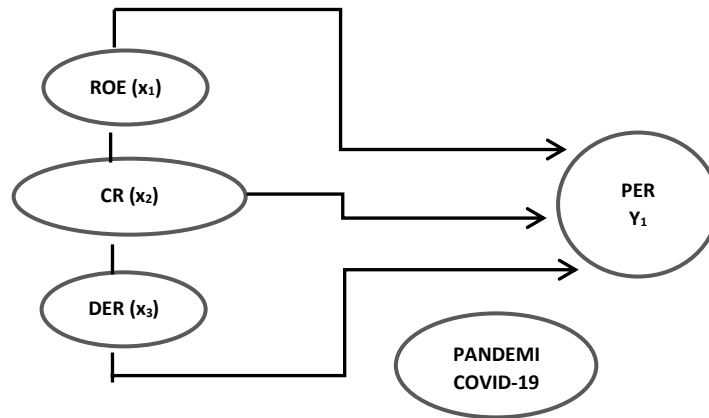 ROE (x₁)
CR (x₂)
DER (x₃)
PER
Y₁
PANDEMI
COVID-19